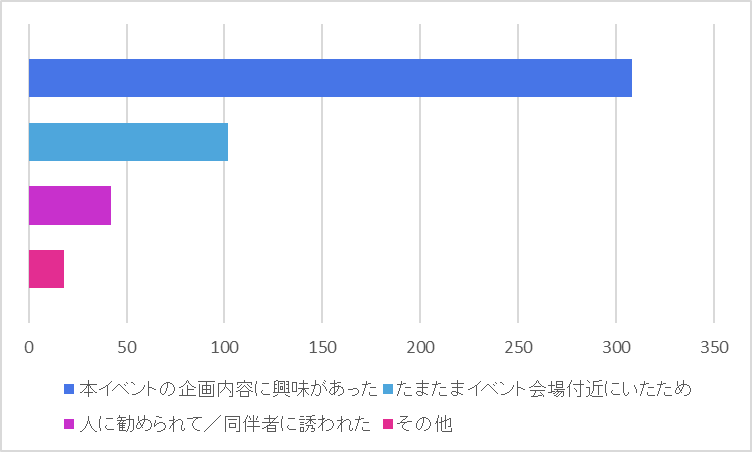 0 50 100 150 200 250 300 350
本イベントの企画内容に興味があった たまたまイベント会場付近にいたため
人に勧められて／同伴者に誘われた その他